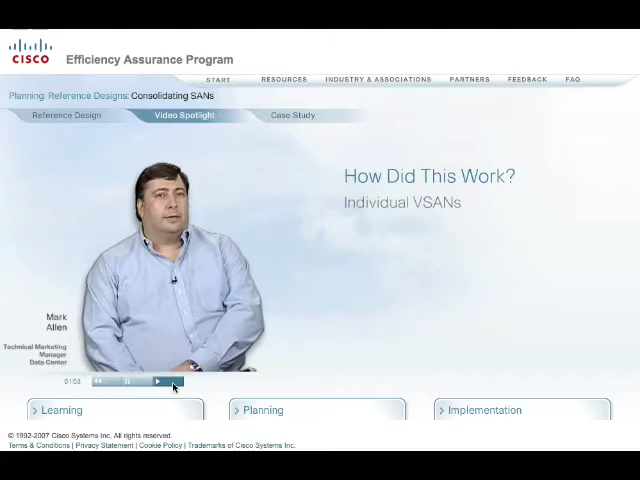 CISCO
Efficiency Assurance Program
START RESOURCES INDUSTRY & ASSOCIATIONS PARTNERS FEEDBACK FAQ
Planning: Reference Designs: Consolidating SANs
Reference Design Video Spotlight Case Study
How Did This Work?
Individual VSANs
Mark
Allen
Technical Marketing
Manager
Data Center
01:53
> Learning > Planning > Implementation
© 1992-2007 Cisco Systems Inc. All rights reserved.
Terms & Conditions | Privacy Statement | Cookie Policy | Trademarks of Cisco Systems Inc.